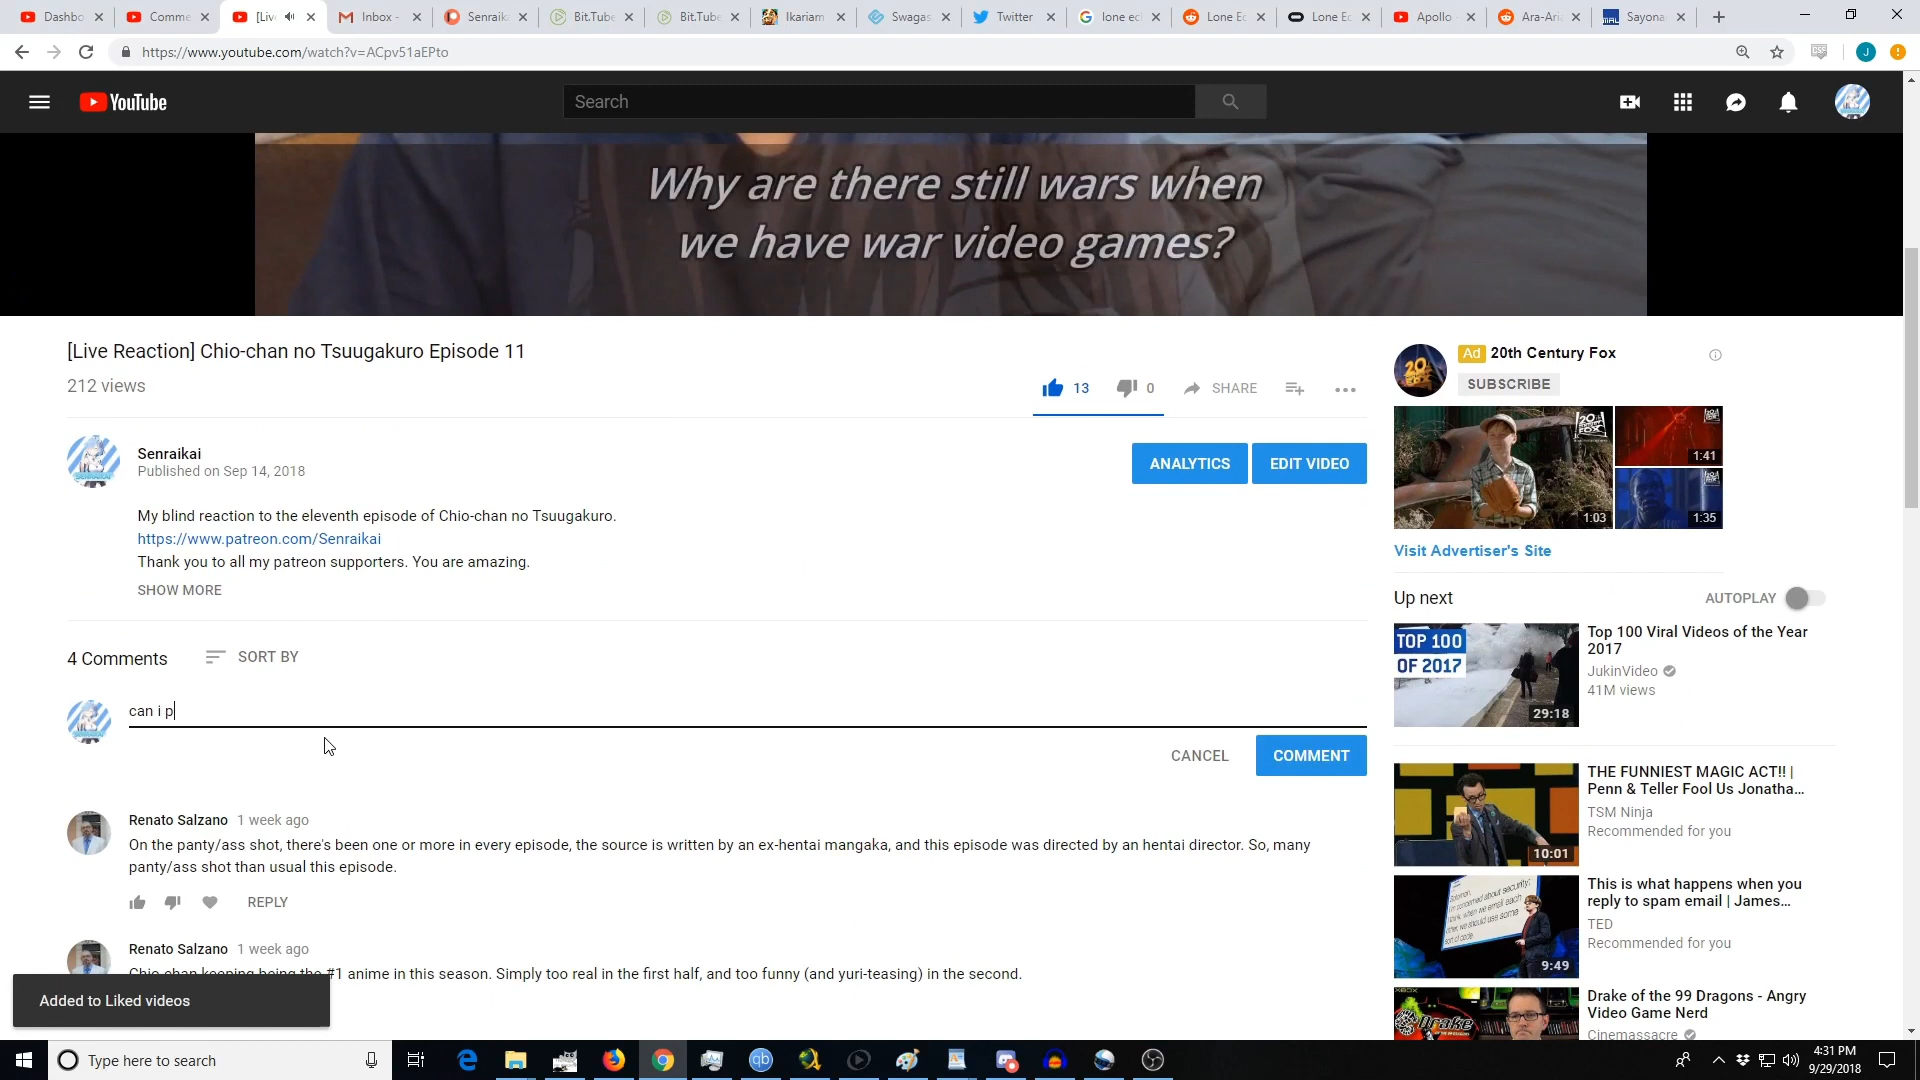 Dashbo
Comme
[Liv
Inbox -
Senraik
Bit.Tube
Bit.Tube
Ikariam
Swagas
Twitter
lone ec
Lone Ec
Lone Ec
Apollo -
Ara-Ari
Sayona
https://www.youtube.com/watch?v=ACpv51aEPto
J
YouTube
Search
Why are there still wars when
we have war video games?
[Live Reaction] Chio-chan no Tsuugakuro Episode 11
212 views
13
0
SHARE
Senraikai
Published on Sep 14, 2018
ANALYTICS
EDIT VIDEO
My blind reaction to the eleventh episode of Chio-chan no Tsuugakuro.
https://www.patreon.com/Senraikai
Thank you to all my patreon supporters. You are amazing.
SHOW MORE
4 Comments
SORT BY
can i p
CANCEL
COMMENT
Renato Salzano 1 week ago
On the panty/ass shot, there's been one or more in every episode, the source is written by an ex-hentai mangaka, and this episode was directed by an hentai director. So, many
panty/ass shot than usual this episode.
REPLY
Renato Salzano 1 week ago
Chio-chan keeping being the #1 anime in this season. Simply too real in the first half, and too funny (and yuri-teasing) in the second.
Added to Liked videos
Ad 20th Century Fox
SUBSCRIBE
1:03
1:41
1:35
Visit Advertiser's Site
Up next
AUTOPLAY
TOP 100
OF 2017
29:18
Top 100 Viral Videos of the Year
2017
JukinVideo
41M views
10:01
THE FUNNIEST MAGIC ACT!! |
Penn & Teller Fool Us Jonatha...
TSM Ninja
Recommended for you
9:49
This is what happens when you
reply to spam email | James...
TED
Recommended for you
Drake of the 99 Dragons - Angry
Video Game Nerd
Cinemassacre
Type here to search
qb
4:31 PM
9/29/2018